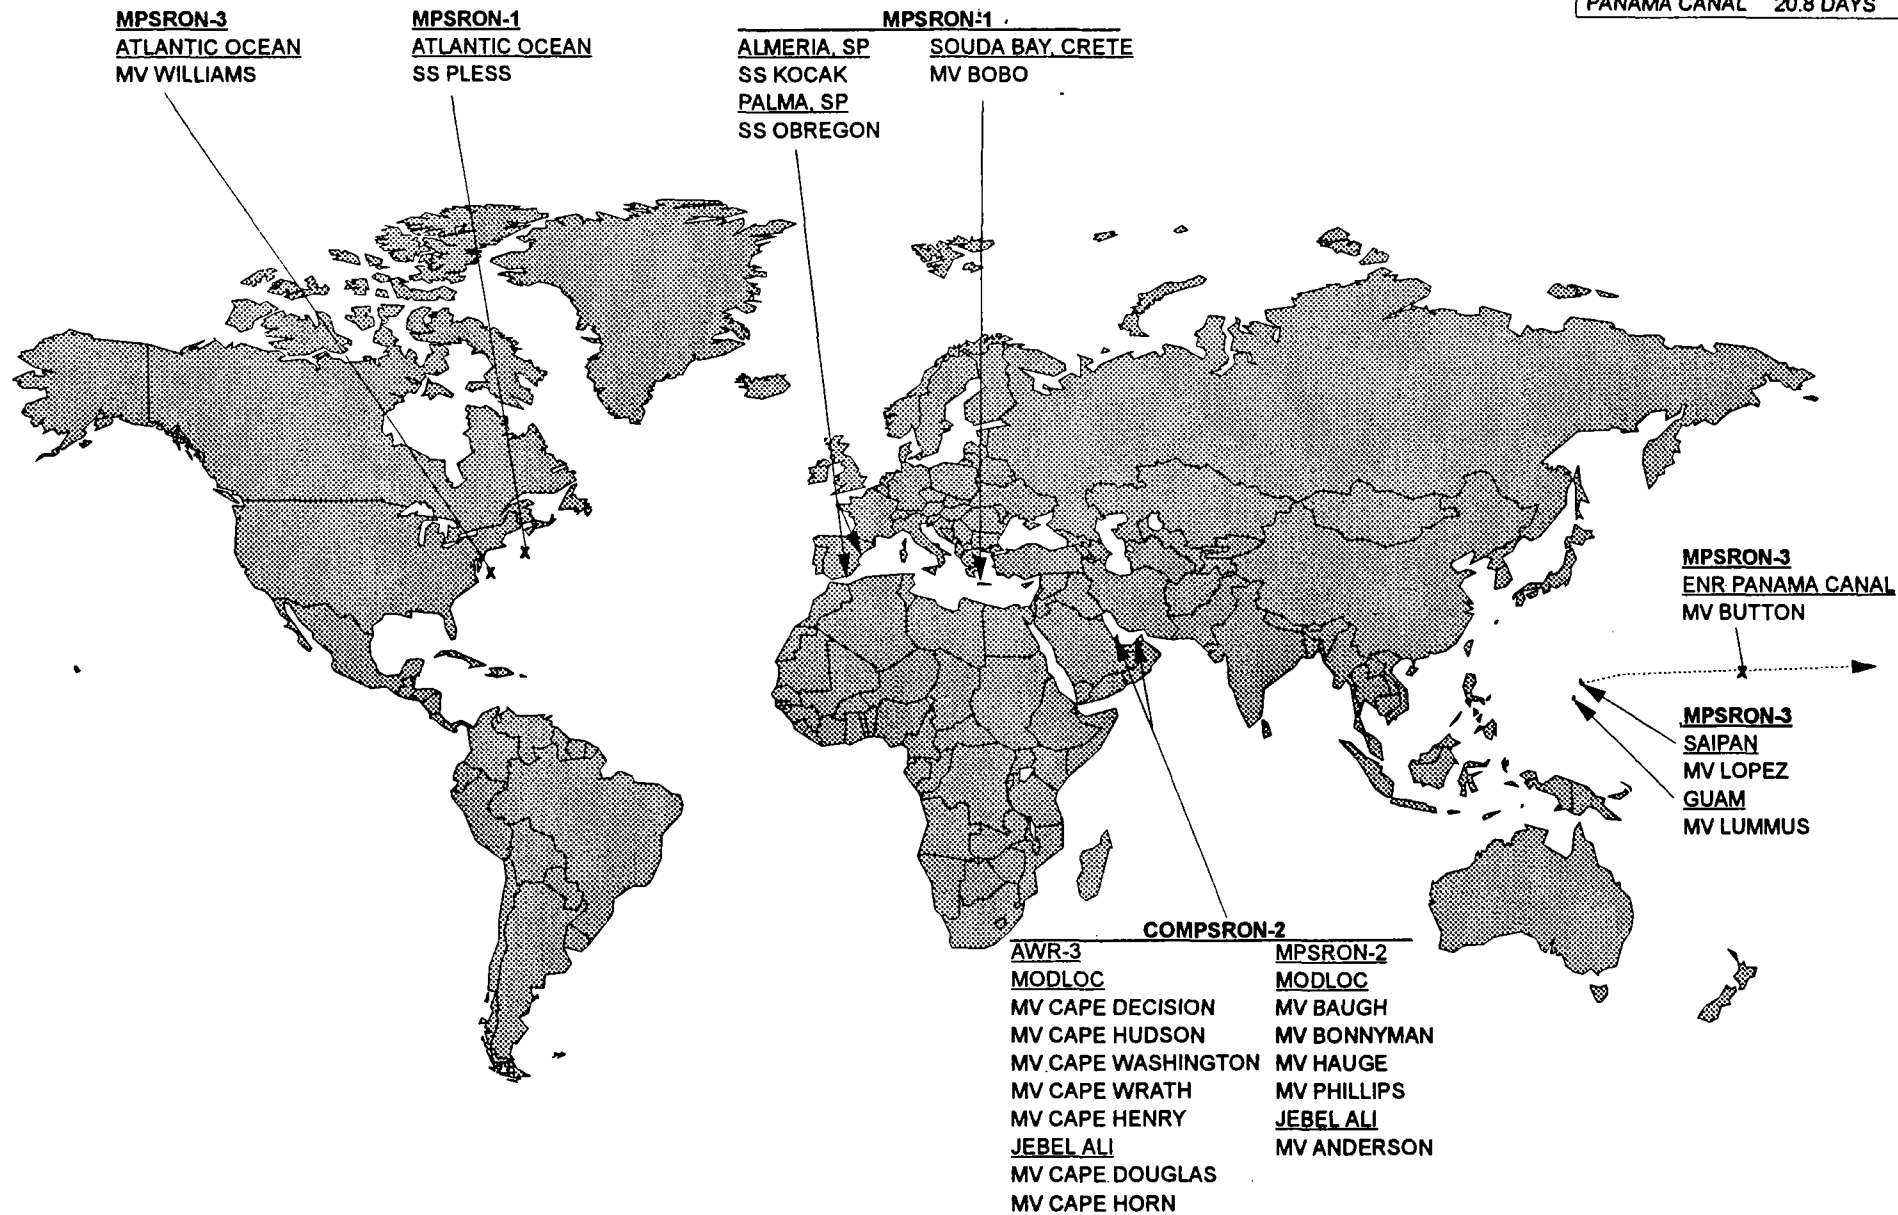 PANAMA CANAL 20.8 DAYS
MPSRON-3
ATLANTIC OCEAN
MV WILLIAMS
MPSRON-1
ATLANTIC OCEAN
SS PLESS
MPSRON-1
ALMERIA, SP
SS KOCAK
PALMA, SP
SS OBREGON
SOUDA BAY, CRETE
MV BOBO
MPSRON-3
ENR PANAMA CANAL
MV BUTTON
MPSRON-3
SAIPAN
MV LOPEZ
GUAM
MV LUMMUS
COMPSRON-2
AWR-3
MODLOC
MV CAPE DECISION
MV CAPE HUDSON
MV CAPE WASHINGTON
MV CAPE WRATH
MV CAPE HENRY
JEBEL ALI
MV CAPE DOUGLAS
MV CAPE HORN
MPSRON-2
MODLOC
MV BAUGH
MV BONNYMAN
MV HAUGE
MV PHILLIPS
JEBEL ALI
MV ANDERSON